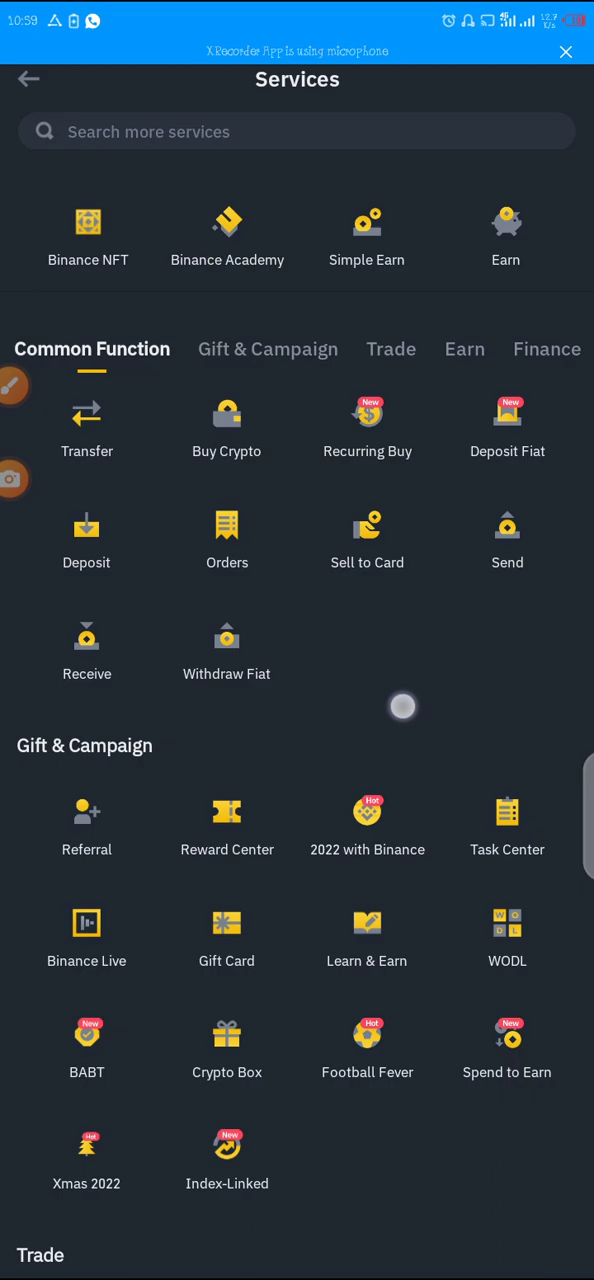 10:59
4G
12.7
K/s
XRecorder App is using microphone
Services
Search more services
Binance NFT
Binance Academy
Simple Earn
Earn
Common Function
Gift & Campaign
Trade
Earn
Finance
New
New
Transfer
Buy Crypto
Recurring Buy
Deposit Fiat
Deposit
Orders
Sell to Card
Send
Receive
Withdraw Fiat
Gift & Campaign
Hot
Referral
Reward Center
2022 with Binance
Task Center
W O
D L
Binance Live
Gift Card
Learn & Earn
WODL
New
Hot
New
BABT
Crypto Box
Football Fever
Spend to Earn
Hot
New
Xmas 2022
Index-Linked
Trade